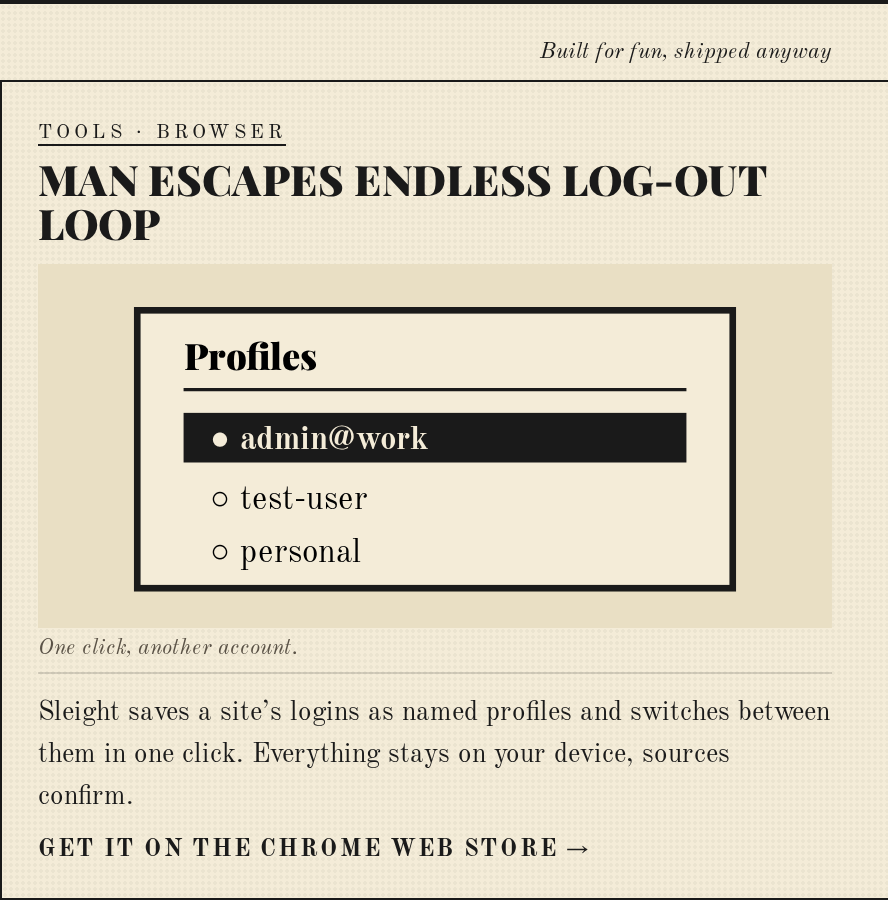 Built for fun, shipped anyway
TOOLS · BROWSER
MAN ESCAPES ENDLESS LOG-OUT
LOOP
Profiles
admin@work
test-user
personal
One click, another account.
Sleight saves a site’s logins as named profiles and switches between
them in one click. Everything stays on your device, sources
confirm.
GET IT ON THE CHROME WEB STORE →